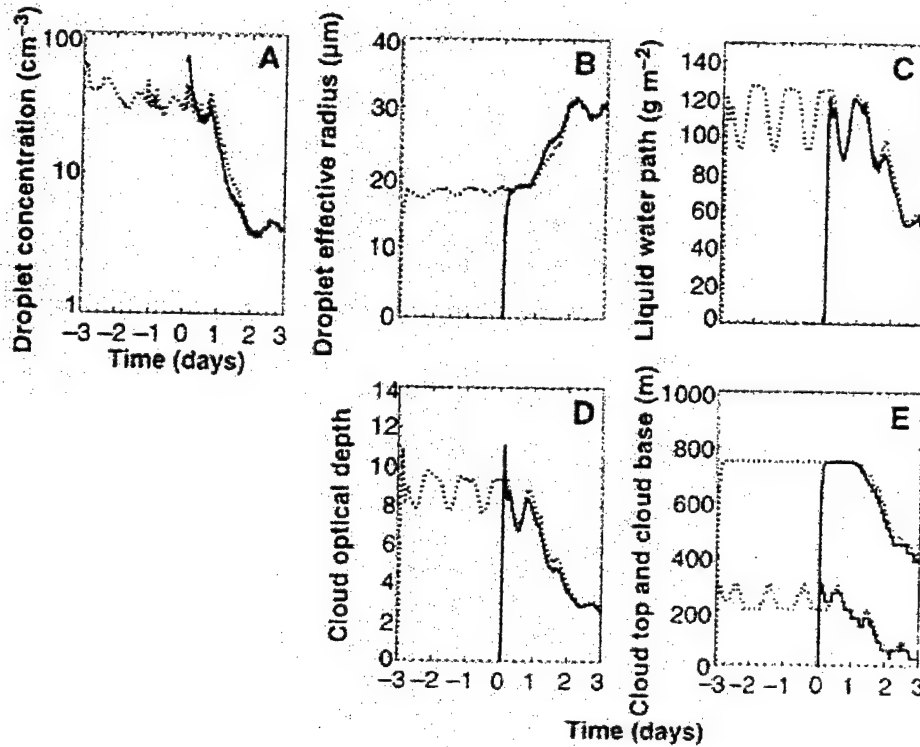 A
Droplet concentration (cm⁻³)
100
10
1
−3 −2 −1 0 1 2 3
Time (days)
B
Droplet effective radius (μm)
40
30
20
10
0
C
Liquid water path (g m⁻²)
140
120
100
80
60
40
20
0
D
Cloud optical depth
14
12
10
8
6
4
2
0
−3 −2 −1 0 1 2 3
E
Cloud top and cloud base (m)
1000
800
600
400
200
0
−3 −2 −1 0 1 2 3
Time (days)